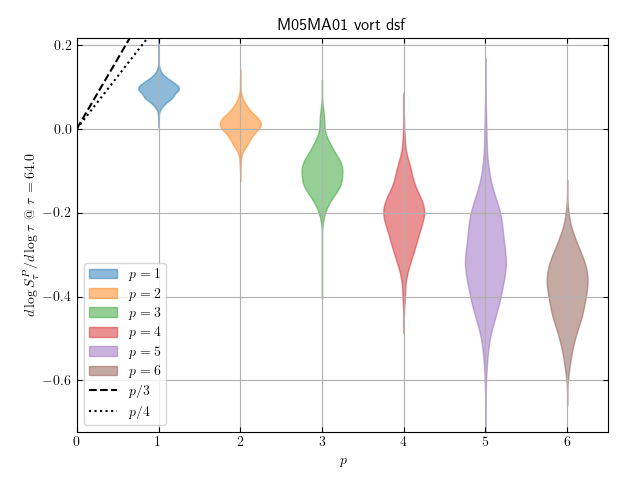 M05MA01 vort dsf
d log S_τ^P / d log τ @ τ = 64.0
0.2
0.0
−0.2
−0.4
−0.6
p = 1
p = 2
p = 3
p = 4
p = 5
p = 6
p/3
p/4
0 1 2 3 4 5 6
p